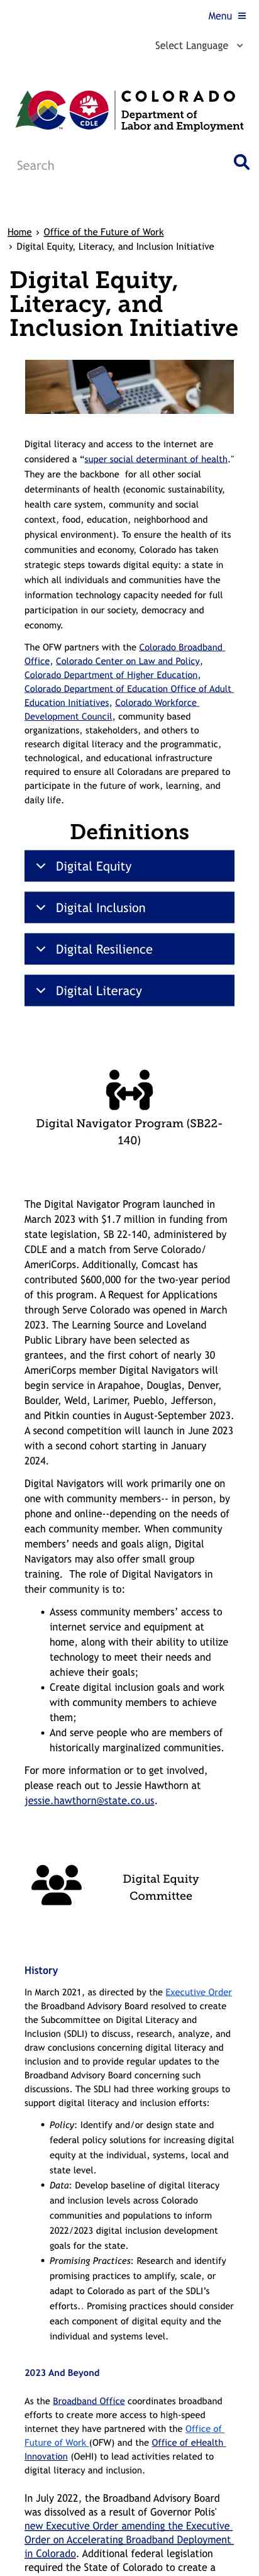 Menu
Select Language
CDLE
COLORADO
Department of
Labor and Employment
Search
Home › Office of the Future of Work
› Digital Equity, Literacy, and Inclusion Initiative
Digital Equity,
Literacy, and
Inclusion Initiative
Digital literacy and access to the internet are
considered a “super social determinant of health."
They are the backbone  for all other social
determinants of health (economic sustainability,
health care system, community and social
context, food, education, neighborhood and
physical environment). To ensure the health of its
communities and economy, Colorado has taken
strategic steps towards digital equity: a state in
which all individuals and communities have the
information technology capacity needed for full
participation in our society, democracy and
economy.
The OFW partners with the Colorado Broadband
Office, Colorado Center on Law and Policy,
Colorado Department of Higher Education,
Colorado Department of Education Office of Adult
Education Initiatives, Colorado Workforce
Development Council, community based
organizations, stakeholders, and others to
research digital literacy and the programmatic,
technological, and educational infrastructure
required to ensure all Coloradans are prepared to
participate in the future of work, learning, and
daily life.
Definitions
Digital Equity
Digital Inclusion
Digital Resilience
Digital Literacy
Digital Navigator Program (SB22-
140)
The Digital Navigator Program launched in
March 2023 with $1.7 million in funding from
state legislation, SB 22-140, administered by
CDLE and a match from Serve Colorado/
AmeriCorps. Additionally, Comcast has
contributed $600,000 for the two-year period
of this program. A Request for Applications
through Serve Colorado was opened in March
2023. The Learning Source and Loveland
Public Library have been selected as
grantees, and the first cohort of nearly 30
AmeriCorps member Digital Navigators will
begin service in Arapahoe, Douglas, Denver,
Boulder, Weld, Larimer, Pueblo, Jefferson,
and Pitkin counties in August-September 2023.
A second competition will launch in June 2023
with a second cohort starting in January
2024.
Digital Navigators will work primarily one on
one with community members-- in person, by
phone and online--depending on the needs of
each community member. When community
members’ needs and goals align, Digital
Navigators may also offer small group
training.  The role of Digital Navigators in
their community is to:
• Assess community members’ access to
internet service and equipment at
home, along with their ability to utilize
technology to meet their needs and
achieve their goals;
• Create digital inclusion goals and work
with community members to achieve
them;
• And serve people who are members of
historically marginalized communities.
For more information or to get involved,
please reach out to Jessie Hawthorn at
jessie.hawthorn@state.co.us.
Digital Equity
Committee
History
In March 2021, as directed by the Executive Order
the Broadband Advisory Board resolved to create
the Subcommittee on Digital Literacy and
Inclusion (SDLI) to discuss, research, analyze, and
draw conclusions concerning digital literacy and
inclusion and to provide regular updates to the
Broadband Advisory Board concerning such
discussions. The SDLI had three working groups to
support digital literacy and inclusion efforts:
• Policy: Identify and/or design state and
federal policy solutions for increasing digital
equity at the individual, systems, local and
state level.
• Data: Develop baseline of digital literacy
and inclusion levels across Colorado
communities and populations to inform
2022/2023 digital inclusion development
goals for the state.
• Promising Practices: Research and identify
promising practices to amplify, scale, or
adapt to Colorado as part of the SDLI’s
efforts.. Promising practices should consider
each component of digital equity and the
individual and systems level.
2023 And Beyond
As the Broadband Office coordinates broadband
efforts to create more access to high-speed
internet they have partnered with the Office of
Future of Work (OFW) and the Office of eHealth
Innovation (OeHI) to lead activities related to
digital literacy and inclusion.
In July 2022, the Broadband Advisory Board
was dissolved as a result of Governor Polis'
new Executive Order amending the Executive
Order on Accelerating Broadband Deployment
in Colorado. Additional federal legislation
required the State of Colorado to create a